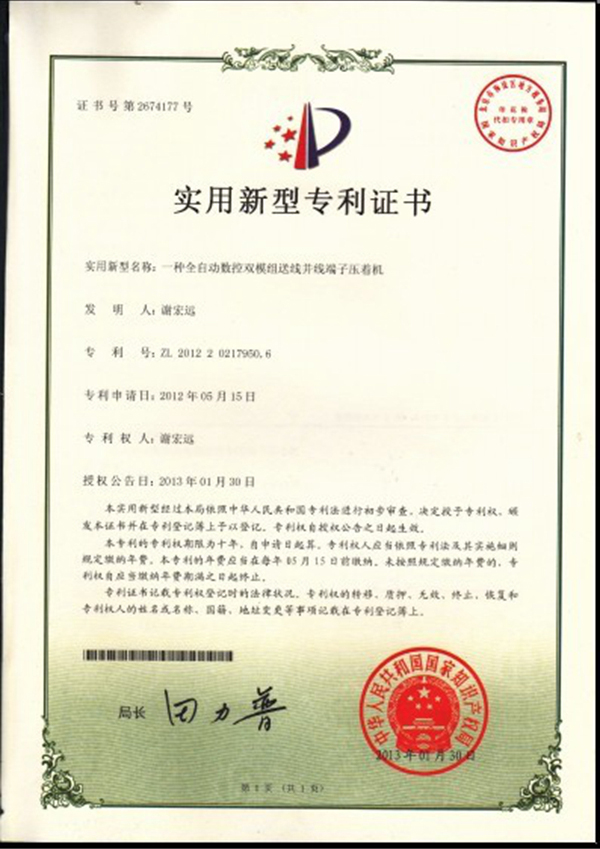 证书号第2674177号
印花税
代扣专用章
国家知识产权局
实用新型专利证书
实用新型名称：一种全自动数控双模组送线并线端子压着机
发 明 人：谢宏远
专 利 号：ZL 2012 2 0217950.6
专利申请日：2012年05月15日
专 利 权 人：谢宏远
授权公告日：2013年01月30日
本实用新型经过本局依照中华人民共和国专利法进行初步审查，决定授予专利权，颁
发本证书并在专利登记簿上予以登记。专利权自授权公告之日起生效。
本专利的专利权期限为十年，自申请日起算。专利权人应当依照专利法及其实施细则
规定缴纳年费。本专利的年费应当在每年05月15日前缴纳。未按照规定缴纳年费的，专
利权自应当缴纳年费期满之日起终止。
专利证书记载专利权登记时的法律状况。专利权的转移、质押、无效、终止、恢复和
专利权人的姓名或名称、国籍、地址变更等事项记载在专利登记簿上。
局长 田力普
中华人民共和国国家知识产权局
2013年01月30日
第1页（共1页）